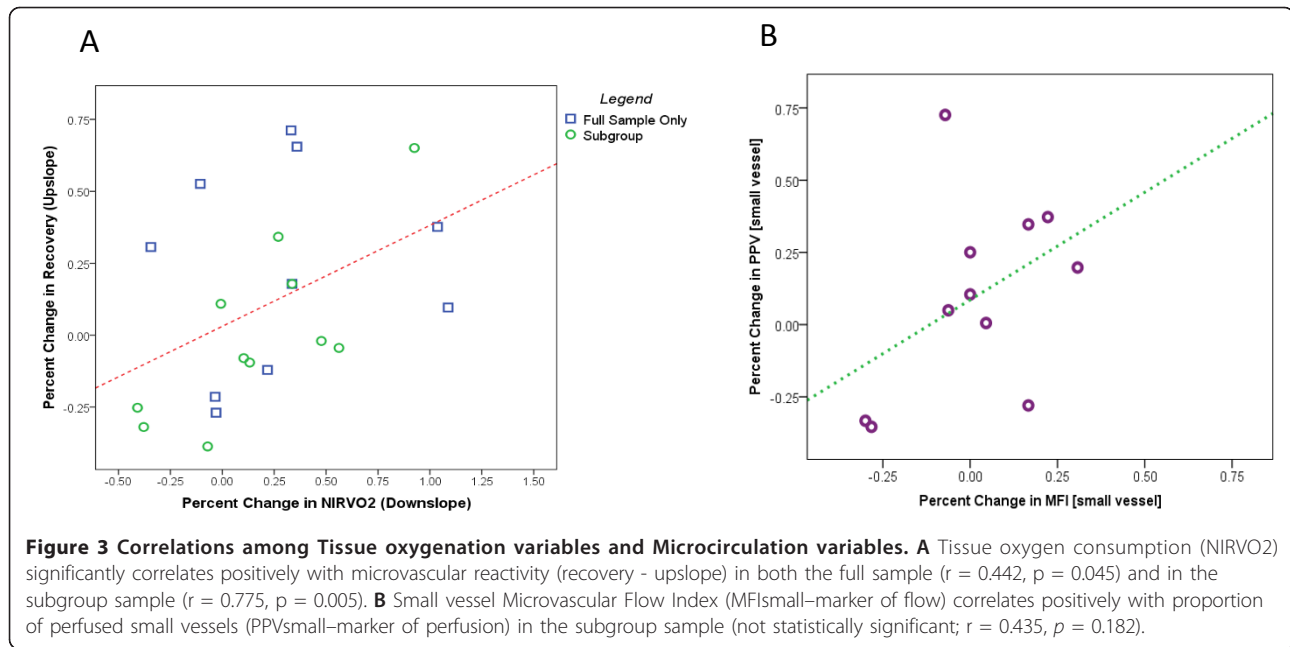 A
Legend
Full Sample Only
Subgroup
Percent Change in Recovery (Upslope)
0.75
0.50
0.25
0.00
-0.25
-0.50 -0.25 0.00 0.25 0.50 0.75 1.00 1.25 1.50
Percent Change in NIRVO2 (Downslope)
B
Percent Change in PPV [small vessel]
0.75
0.50
0.25
0.00
-0.25
-0.25 0.00 0.25 0.50 0.75
Percent Change in MFI [small vessel]
Figure 3 Correlations among Tissue oxygenation variables and Microcirculation variables. A Tissue oxygen consumption (NIRVO2)
significantly correlates positively with microvascular reactivity (recovery - upslope) in both the full sample (r = 0.442, p = 0.045) and in the
subgroup sample (r = 0.775, p = 0.005). B Small vessel Microvascular Flow Index (MFIsmall–marker of flow) correlates positively with proportion
of perfused small vessels (PPVsmall–marker of perfusion) in the subgroup sample (not statistically significant; r = 0.435, p = 0.182).